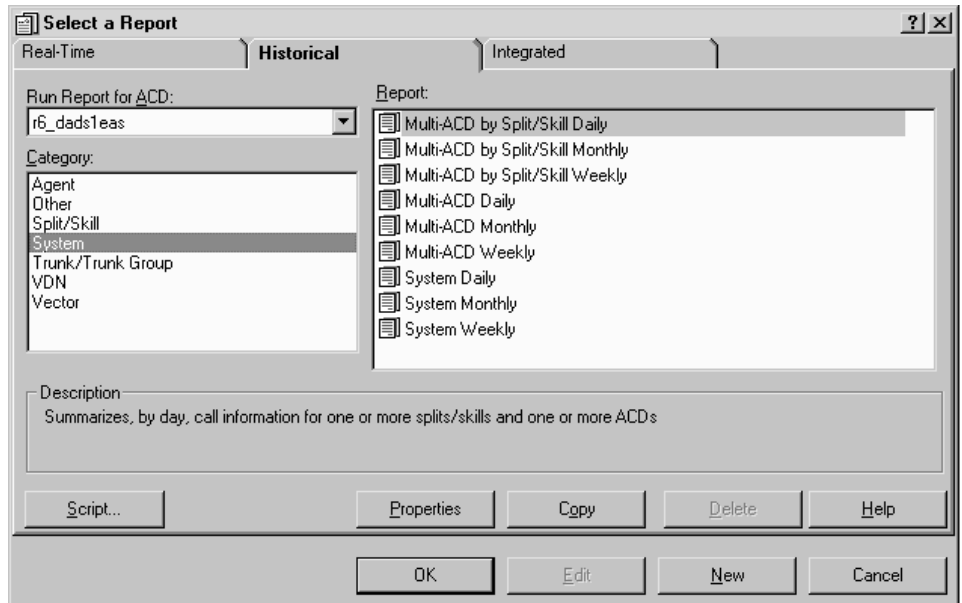 Select a Report
Real-Time
Historical
Integrated
Run Report for ACD:
r6_dads1eas
Category:
Agent
Other
Split/Skill
System
Trunk/Trunk Group
VDN
Vector
Report:
Multi-ACD by Split/Skill Daily
Multi-ACD by Split/Skill Monthly
Multi-ACD by Split/Skill Weekly
Multi-ACD Daily
Multi-ACD Monthly
Multi-ACD Weekly
System Daily
System Monthly
System Weekly
Description
Summarizes, by day, call information for one or more splits/skills and one or more ACDs
Script...
Properties
Copy
Delete
Help
OK
Edit
New
Cancel